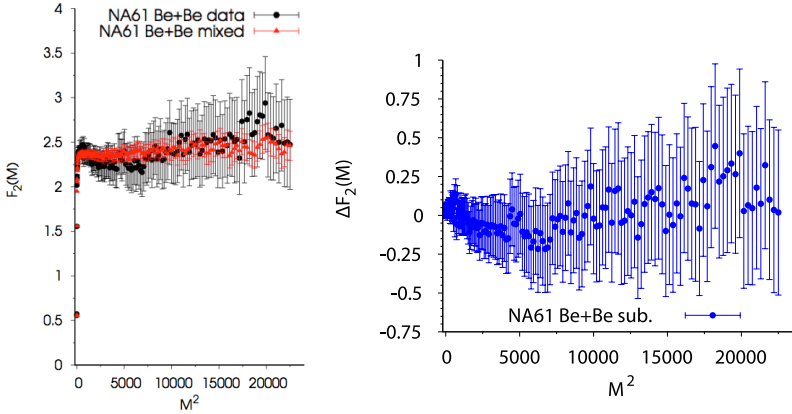 NA61 Be+Be data
NA61 Be+Be mixed
4
3.5
3
2.5
2
1.5
1
0.5
0
F₂(M)
0 5000 10000 15000 20000
M²
1
0.75
0.5
0.25
0
-0.25
-0.5
-0.75
ΔF₂(M)
NA61 Be+Be sub.
0 5000 10000 15000 20000
M²